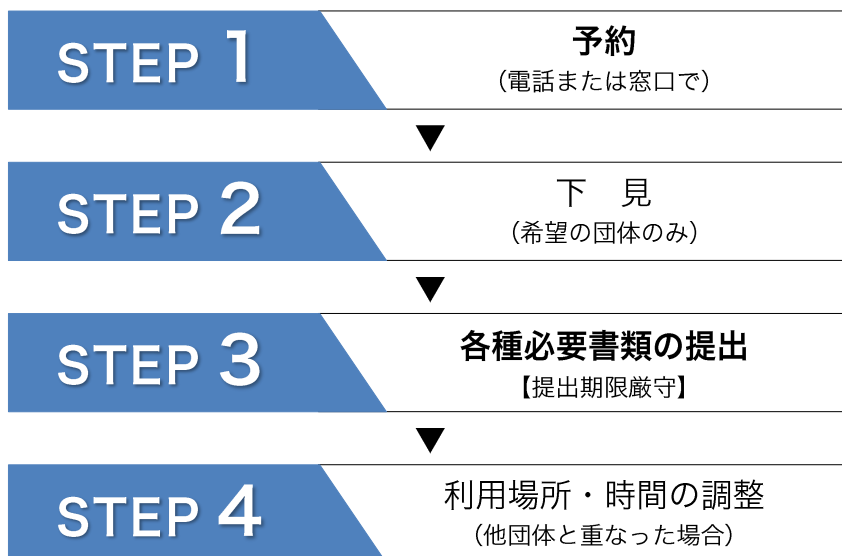 STEP 1
予約
（電話または窓口で）
▼
STEP 2
下　見
（希望の団体のみ）
▼
STEP 3
各種必要書類の提出
【提出期限厳守】
▼
STEP 4
利用場所・時間の調整
（他団体と重なった場合）